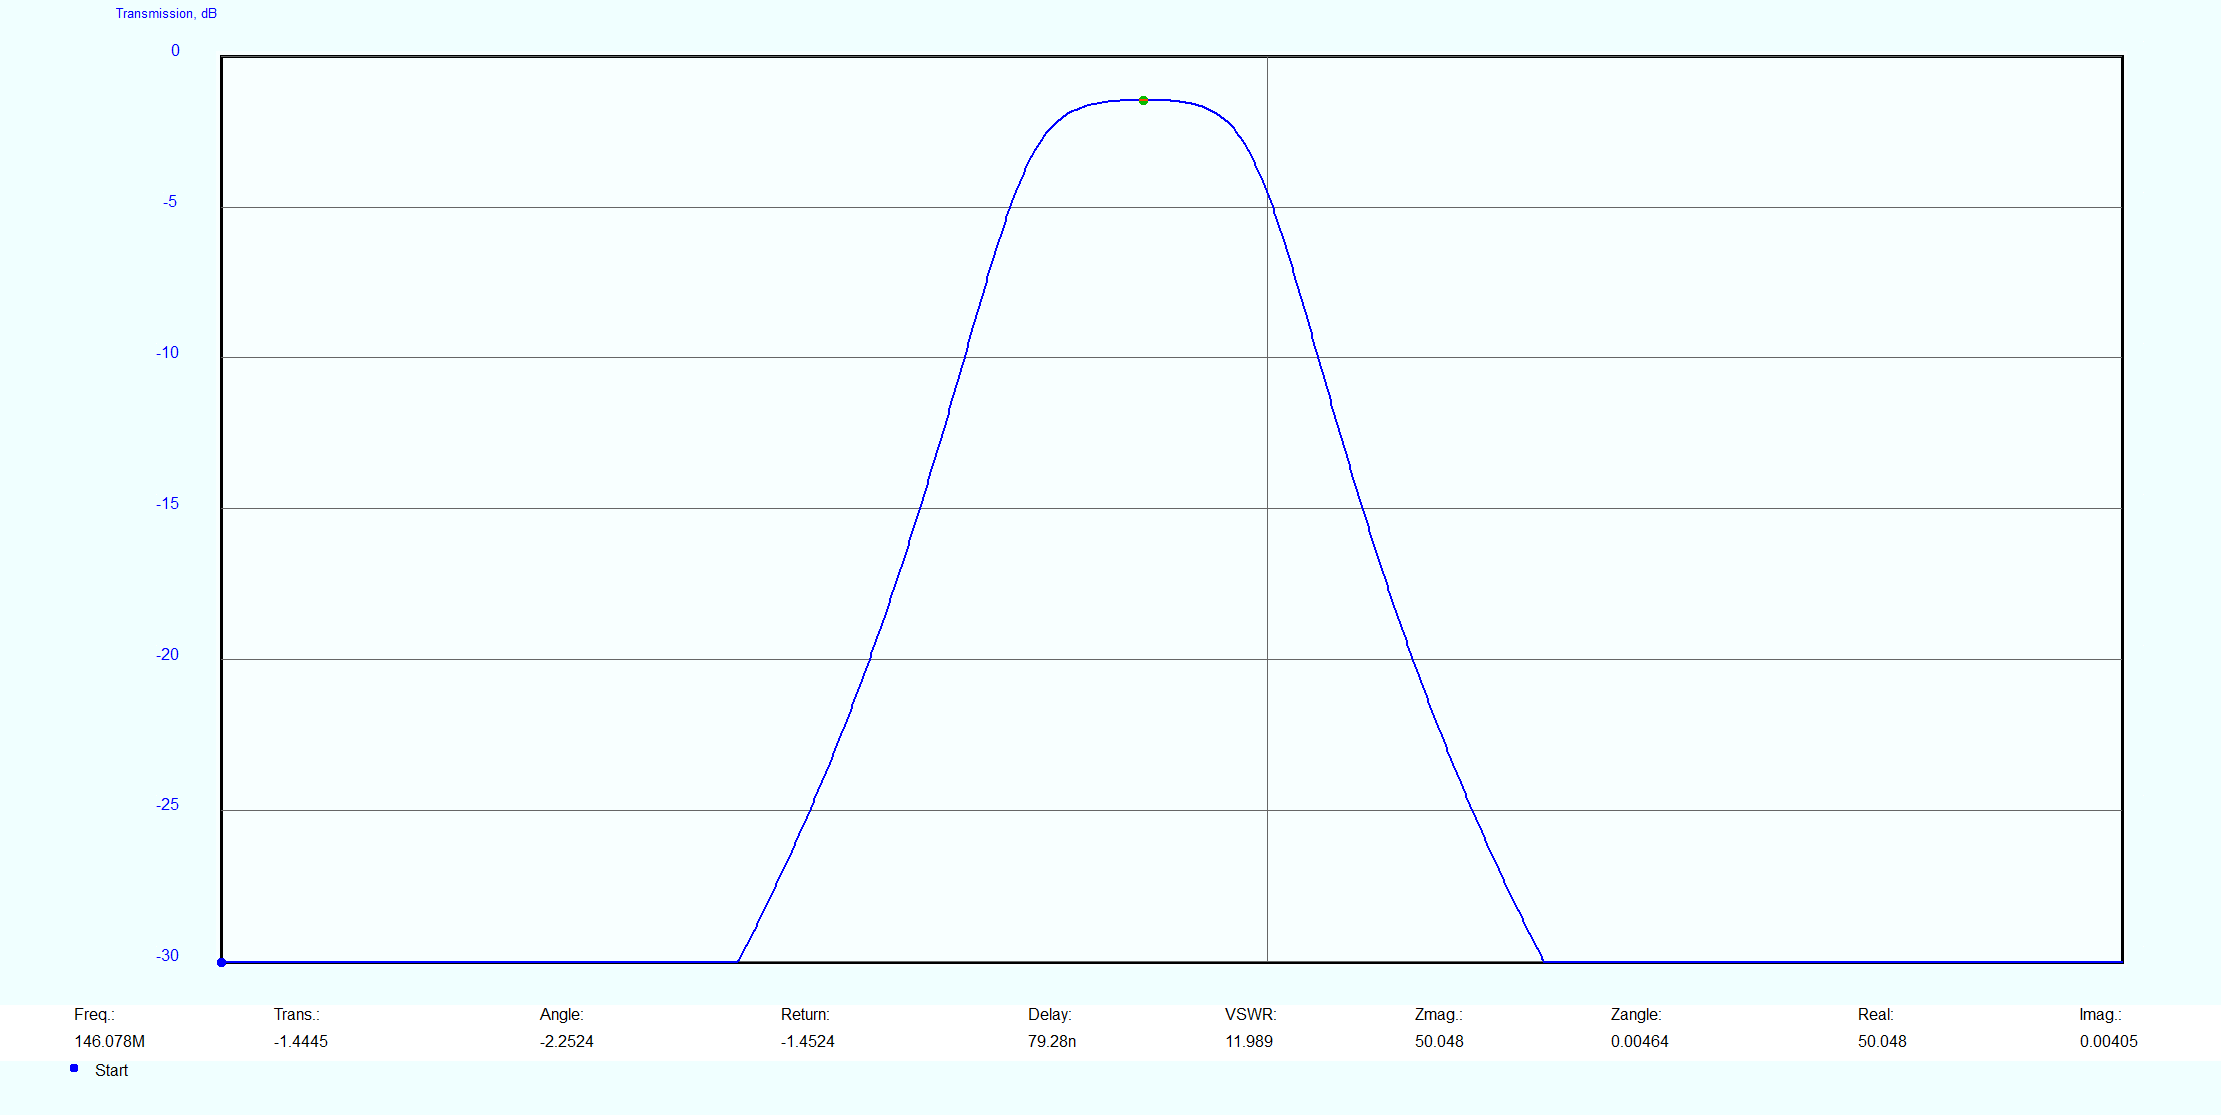 Transmission, dB
0
-5
-10
-15
-20
-25
-30
Freq.: Trans.: Angle: Return: Delay: VSWR: Zmag.: Zangle: Real: Imag.:
146.078M -1.4445 -2.2524 -1.4524 79.28n 11.989 50.048 0.00464 50.048 0.00405
Start